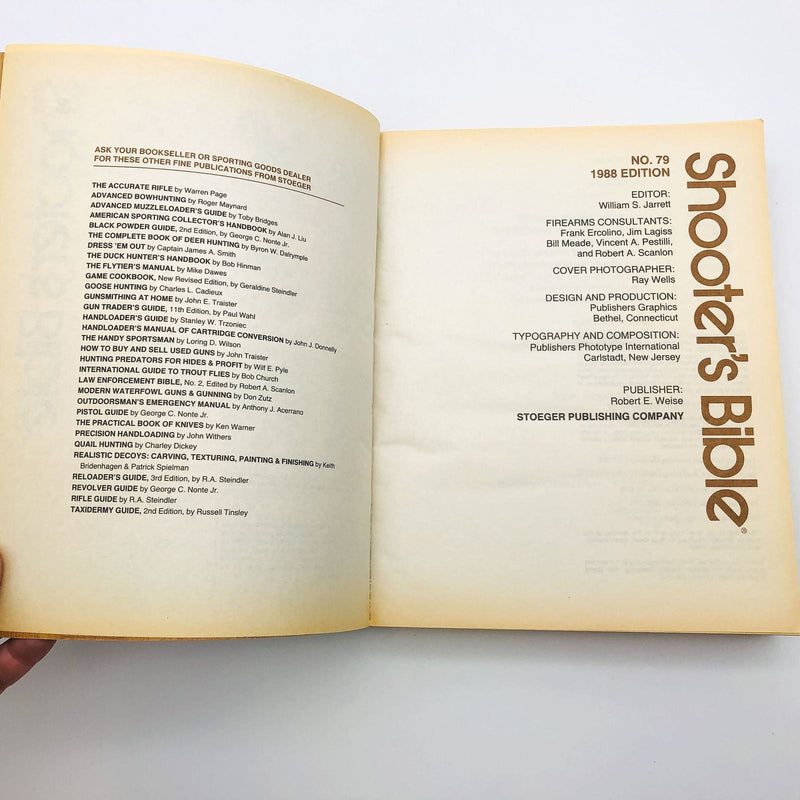 ASK YOUR BOOKSELLER OR SPORTING GOODS DEALER
FOR THESE OTHER FINE PUBLICATIONS FROM STOEGER
THE ACCURATE RIFLE by Warren Page
ADVANCED BOWHUNTING by Roger Maynard
ADVANCED MUZZLELOADER'S GUIDE by Toby Bridges
AMERICAN SPORTING COLLECTOR'S HANDBOOK by Alan J. Liu
BLACK POWDER GUIDE, 2nd Edition, by George C. Nonte Jr.
THE COMPLETE BOOK OF DEER HUNTING by Byron W. Dalrymple
DRESS 'EM OUT by Captain James A. Smith
THE DUCK HUNTER'S HANDBOOK by Bob Hinman
THE FLYTIER'S MANUAL by Mike Dawes
GAME COOKBOOK, New Revised Edition, by Geraldine Steindler
GOOSE HUNTING by Charles L. Cadieux
GUNSMITHING AT HOME by John E. Traister
GUN TRADER'S GUIDE, 11th Edition, by Paul Wahl
HANDLOADER'S GUIDE by Stanley W. Trzoniec
HANDLOADER'S MANUAL OF CARTRIDGE CONVERSION by John J. Donnelly
THE HANDY SPORTSMAN by Loring D. Wilson
HOW TO BUY AND SELL USED GUNS by John Traister
HUNTING PREDATORS FOR HIDES & PROFIT by Wilf E. Pyle
INTERNATIONAL GUIDE TO TROUT FLIES by Bob Church
LAW ENFORCEMENT BIBLE, No. 2, Edited by Robert A. Scanlon
MODERN WATERFOWL GUNS & GUNNING by Don Zutz
OUTDOORSMAN'S EMERGENCY MANUAL by Anthony J. Acerrano
PISTOL GUIDE by George C. Nonte Jr.
THE PRACTICAL BOOK OF KNIVES by Ken Warner
PRECISION HANDLOADING by John Withers
QUAIL HUNTING by Charley Dickey
REALISTIC DECOYS: CARVING, TEXTURING, PAINTING & FINISHING by Keith
Bridenhagen & Patrick Spielman
RELOADER'S GUIDE, 3rd Edition, by R.A. Steindler
REVOLVER GUIDE by George C. Nonte Jr.
RIFLE GUIDE by R.A. Steindler
TAXIDERMY GUIDE, 2nd Edition, by Russell Tinsley
NO. 79
1988 EDITION
EDITOR:
William S. Jarrett
FIREARMS CONSULTANTS:
Frank Ercolino, Jim Lagiss
Bill Meade, Vincent A. Pestilli,
and Robert A. Scanlon
COVER PHOTOGRAPHER:
Ray Wells
DESIGN AND PRODUCTION:
Publishers Graphics
Bethel, Connecticut
TYPOGRAPHY AND COMPOSITION:
Publishers Phototype International
Carlstadt, New Jersey
PUBLISHER:
Robert E. Weise
STOEGER PUBLISHING COMPANY
Shooter's Bible®